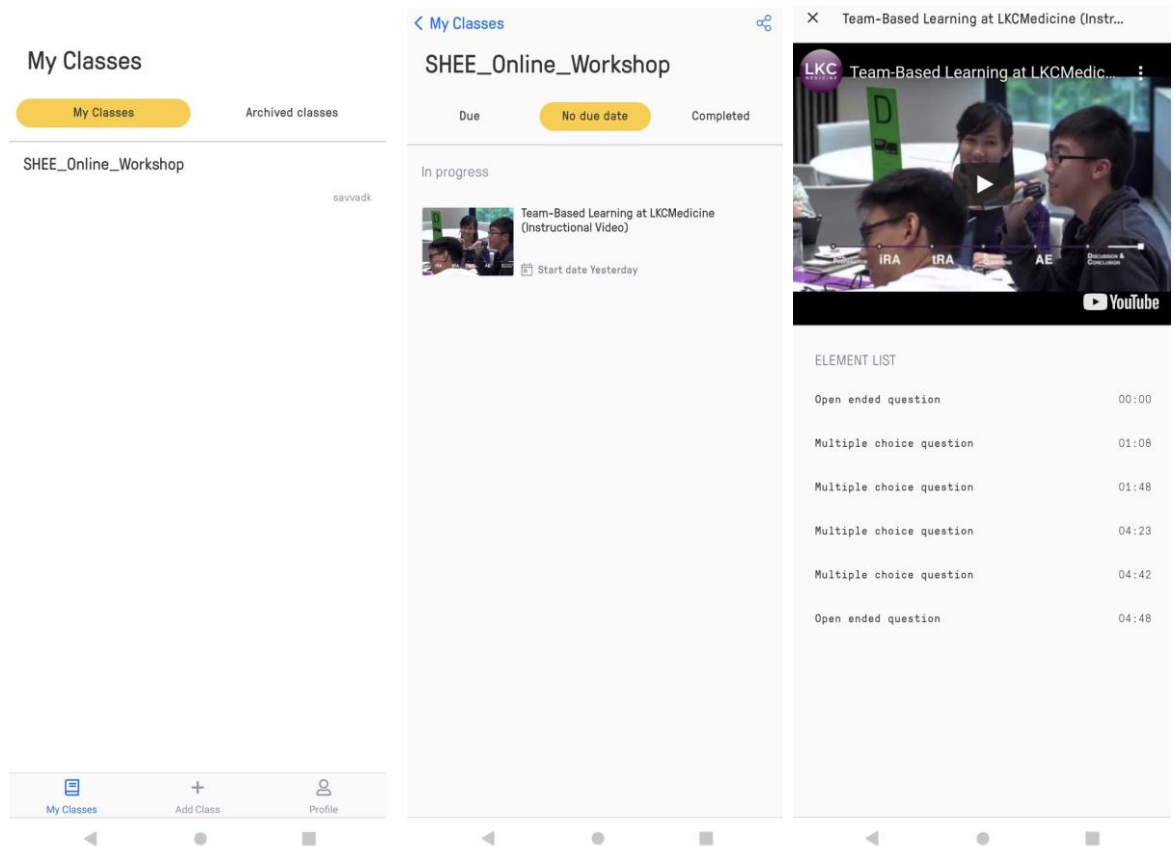 My Classes
My Classes
Archived classes
SHEE_Online_Workshop
savvadk
My Classes
Add Class
Profile
My Classes
SHEE_Online_Workshop
Due
No due date
Completed
In progress
Team-Based Learning at LKCMedicine
(Instructional Video)
Start date Yesterday
Team-Based Learning at LKCMedicine (Instr...
LKC
MEDICINE
Team-Based Learning at LKCMedic...
D
iRA
tRA
AE
Discussion &
Conclusion
YouTube
ELEMENT LIST
Open ended question 00:00
Multiple choice question 01:08
Multiple choice question 01:48
Multiple choice question 04:23
Multiple choice question 04:42
Open ended question 04:48